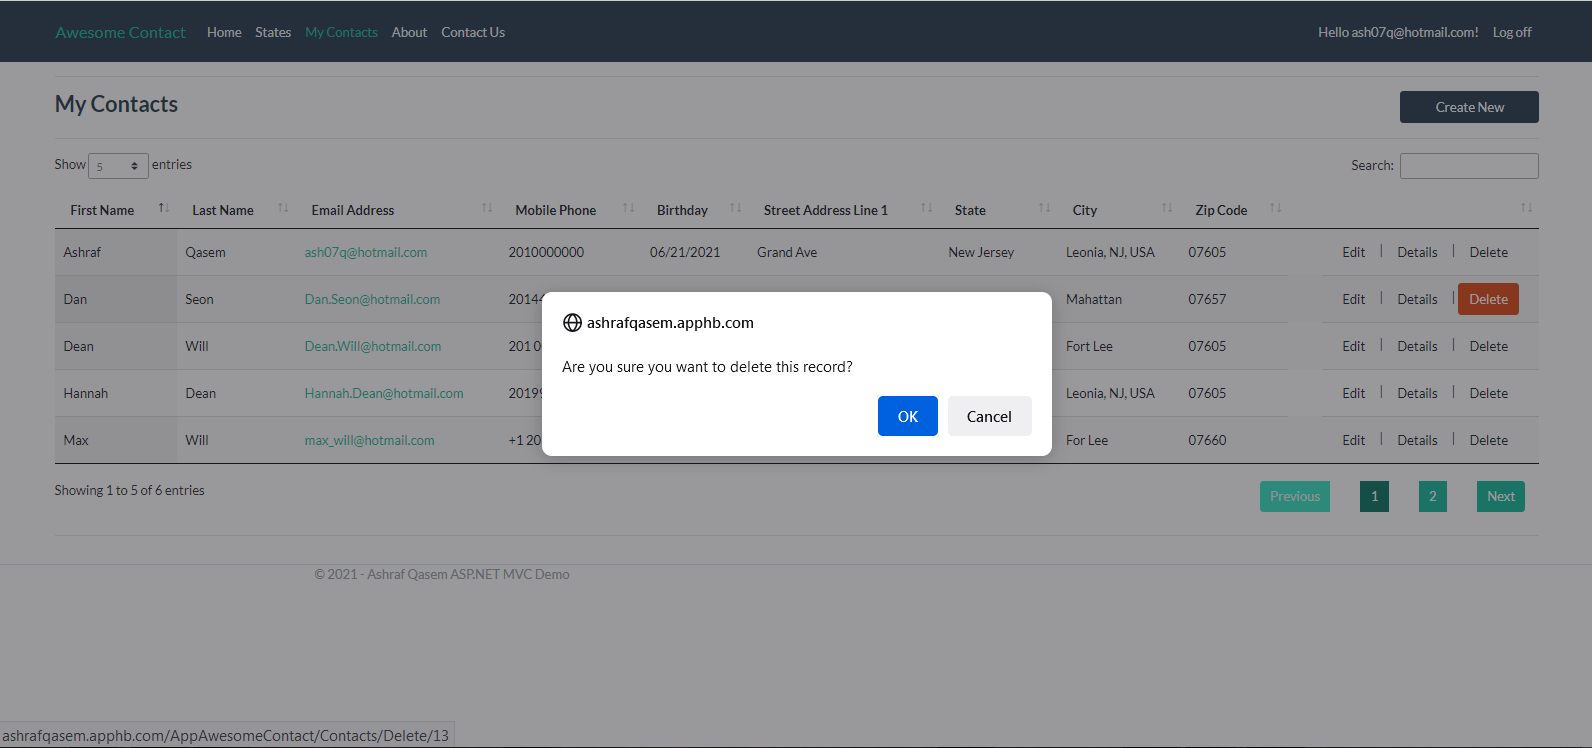 Awesome Contact Home States My Contacts About Contact Us Hello ash07q@hotmail.com! Log off
My Contacts Create New
Show 5 entries Search:
First Name Last Name Email Address Mobile Phone Birthday Street Address Line 1 State City Zip Code
Ashraf Qasem ash07q@hotmail.com 2010000000 06/21/2021 Grand Ave New Jersey Leonia, NJ, USA 07605 Edit | Details | Delete
Dan Seon Dan.Seon@hotmail.com 2014 Mahattan 07657 Edit | Details | Delete
Dean Will Dean.Will@hotmail.com 201 0 Fort Lee 07605 Edit | Details | Delete
Hannah Dean Hannah.Dean@hotmail.com 20199 Leonia, NJ, USA 07605 Edit | Details | Delete
Max Will max_will@hotmail.com +1 20 For Lee 07660 Edit | Details | Delete
ashrafqasem.apphb.com
Are you sure you want to delete this record?
OK Cancel
Showing 1 to 5 of 6 entries Previous 1 2 Next
© 2021 - Ashraf Qasem ASP.NET MVC Demo
ashrafqasem.apphb.com/AppAwesomeContact/Contacts/Delete/13